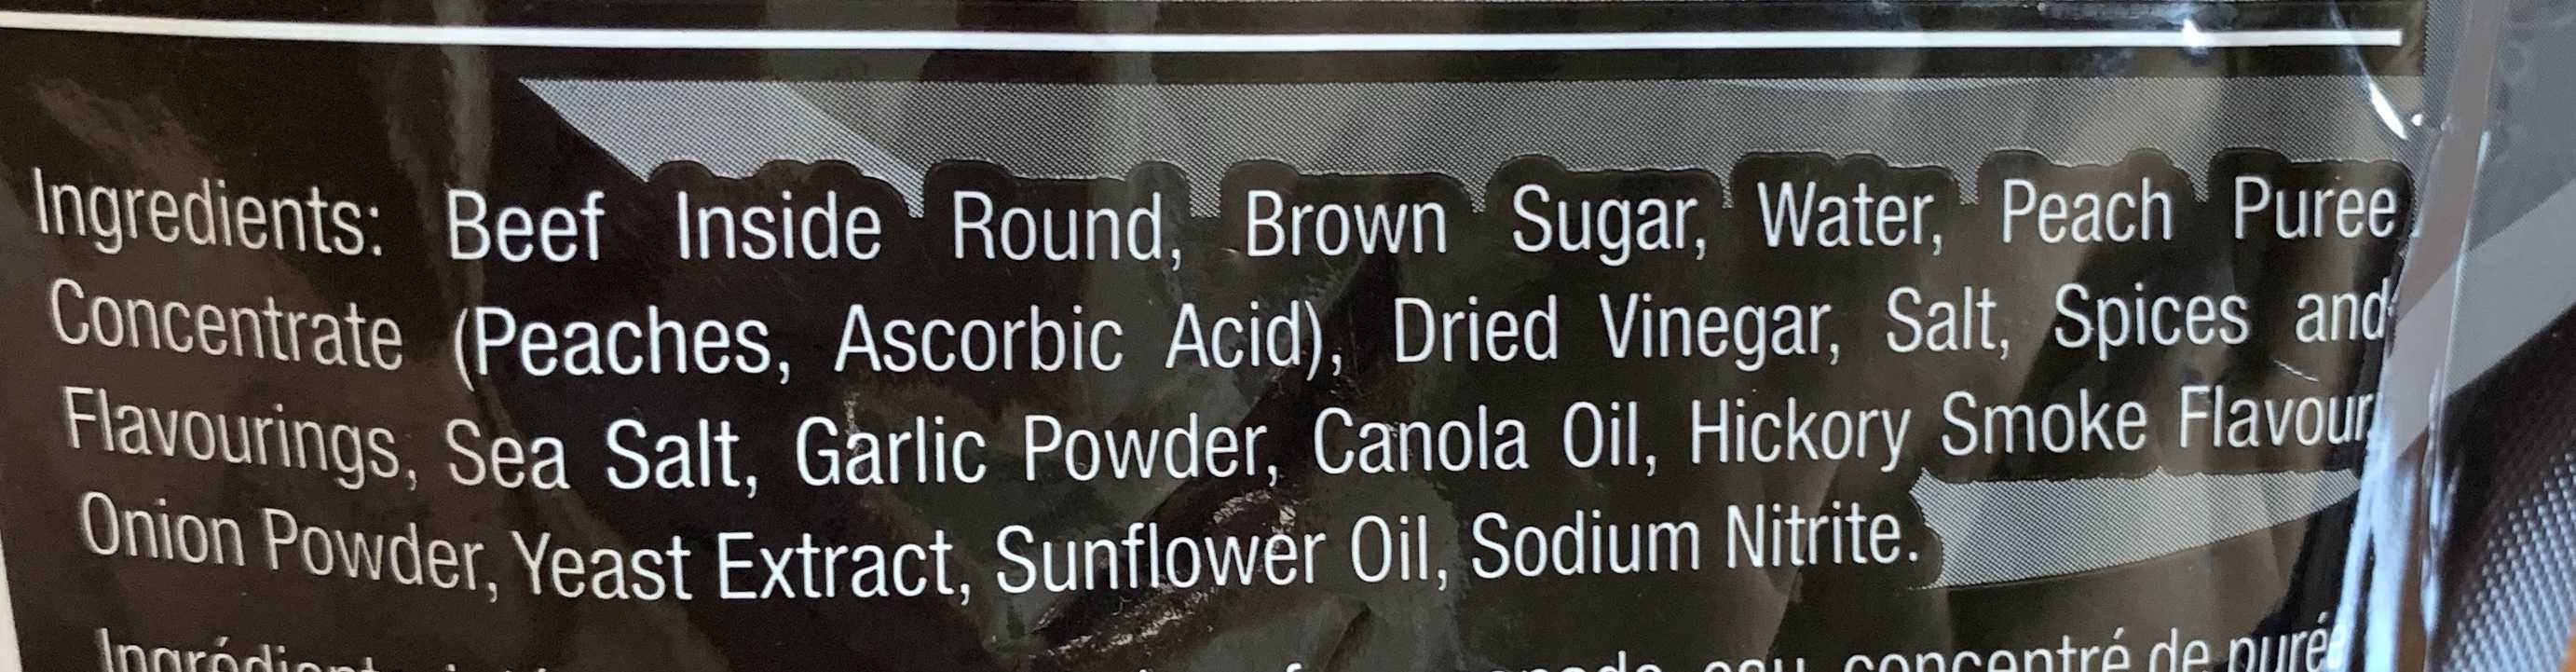 Ingredients: Beef Inside Round, Brown Sugar, Water, Peach Puree
Concentrate (Peaches, Ascorbic Acid), Dried Vinegar, Salt, Spices and
Flavourings, Sea Salt, Garlic Powder, Canola Oil, Hickory Smoke Flavour,
Onion Powder, Yeast Extract, Sunflower Oil, Sodium Nitrite.
concentré de purée